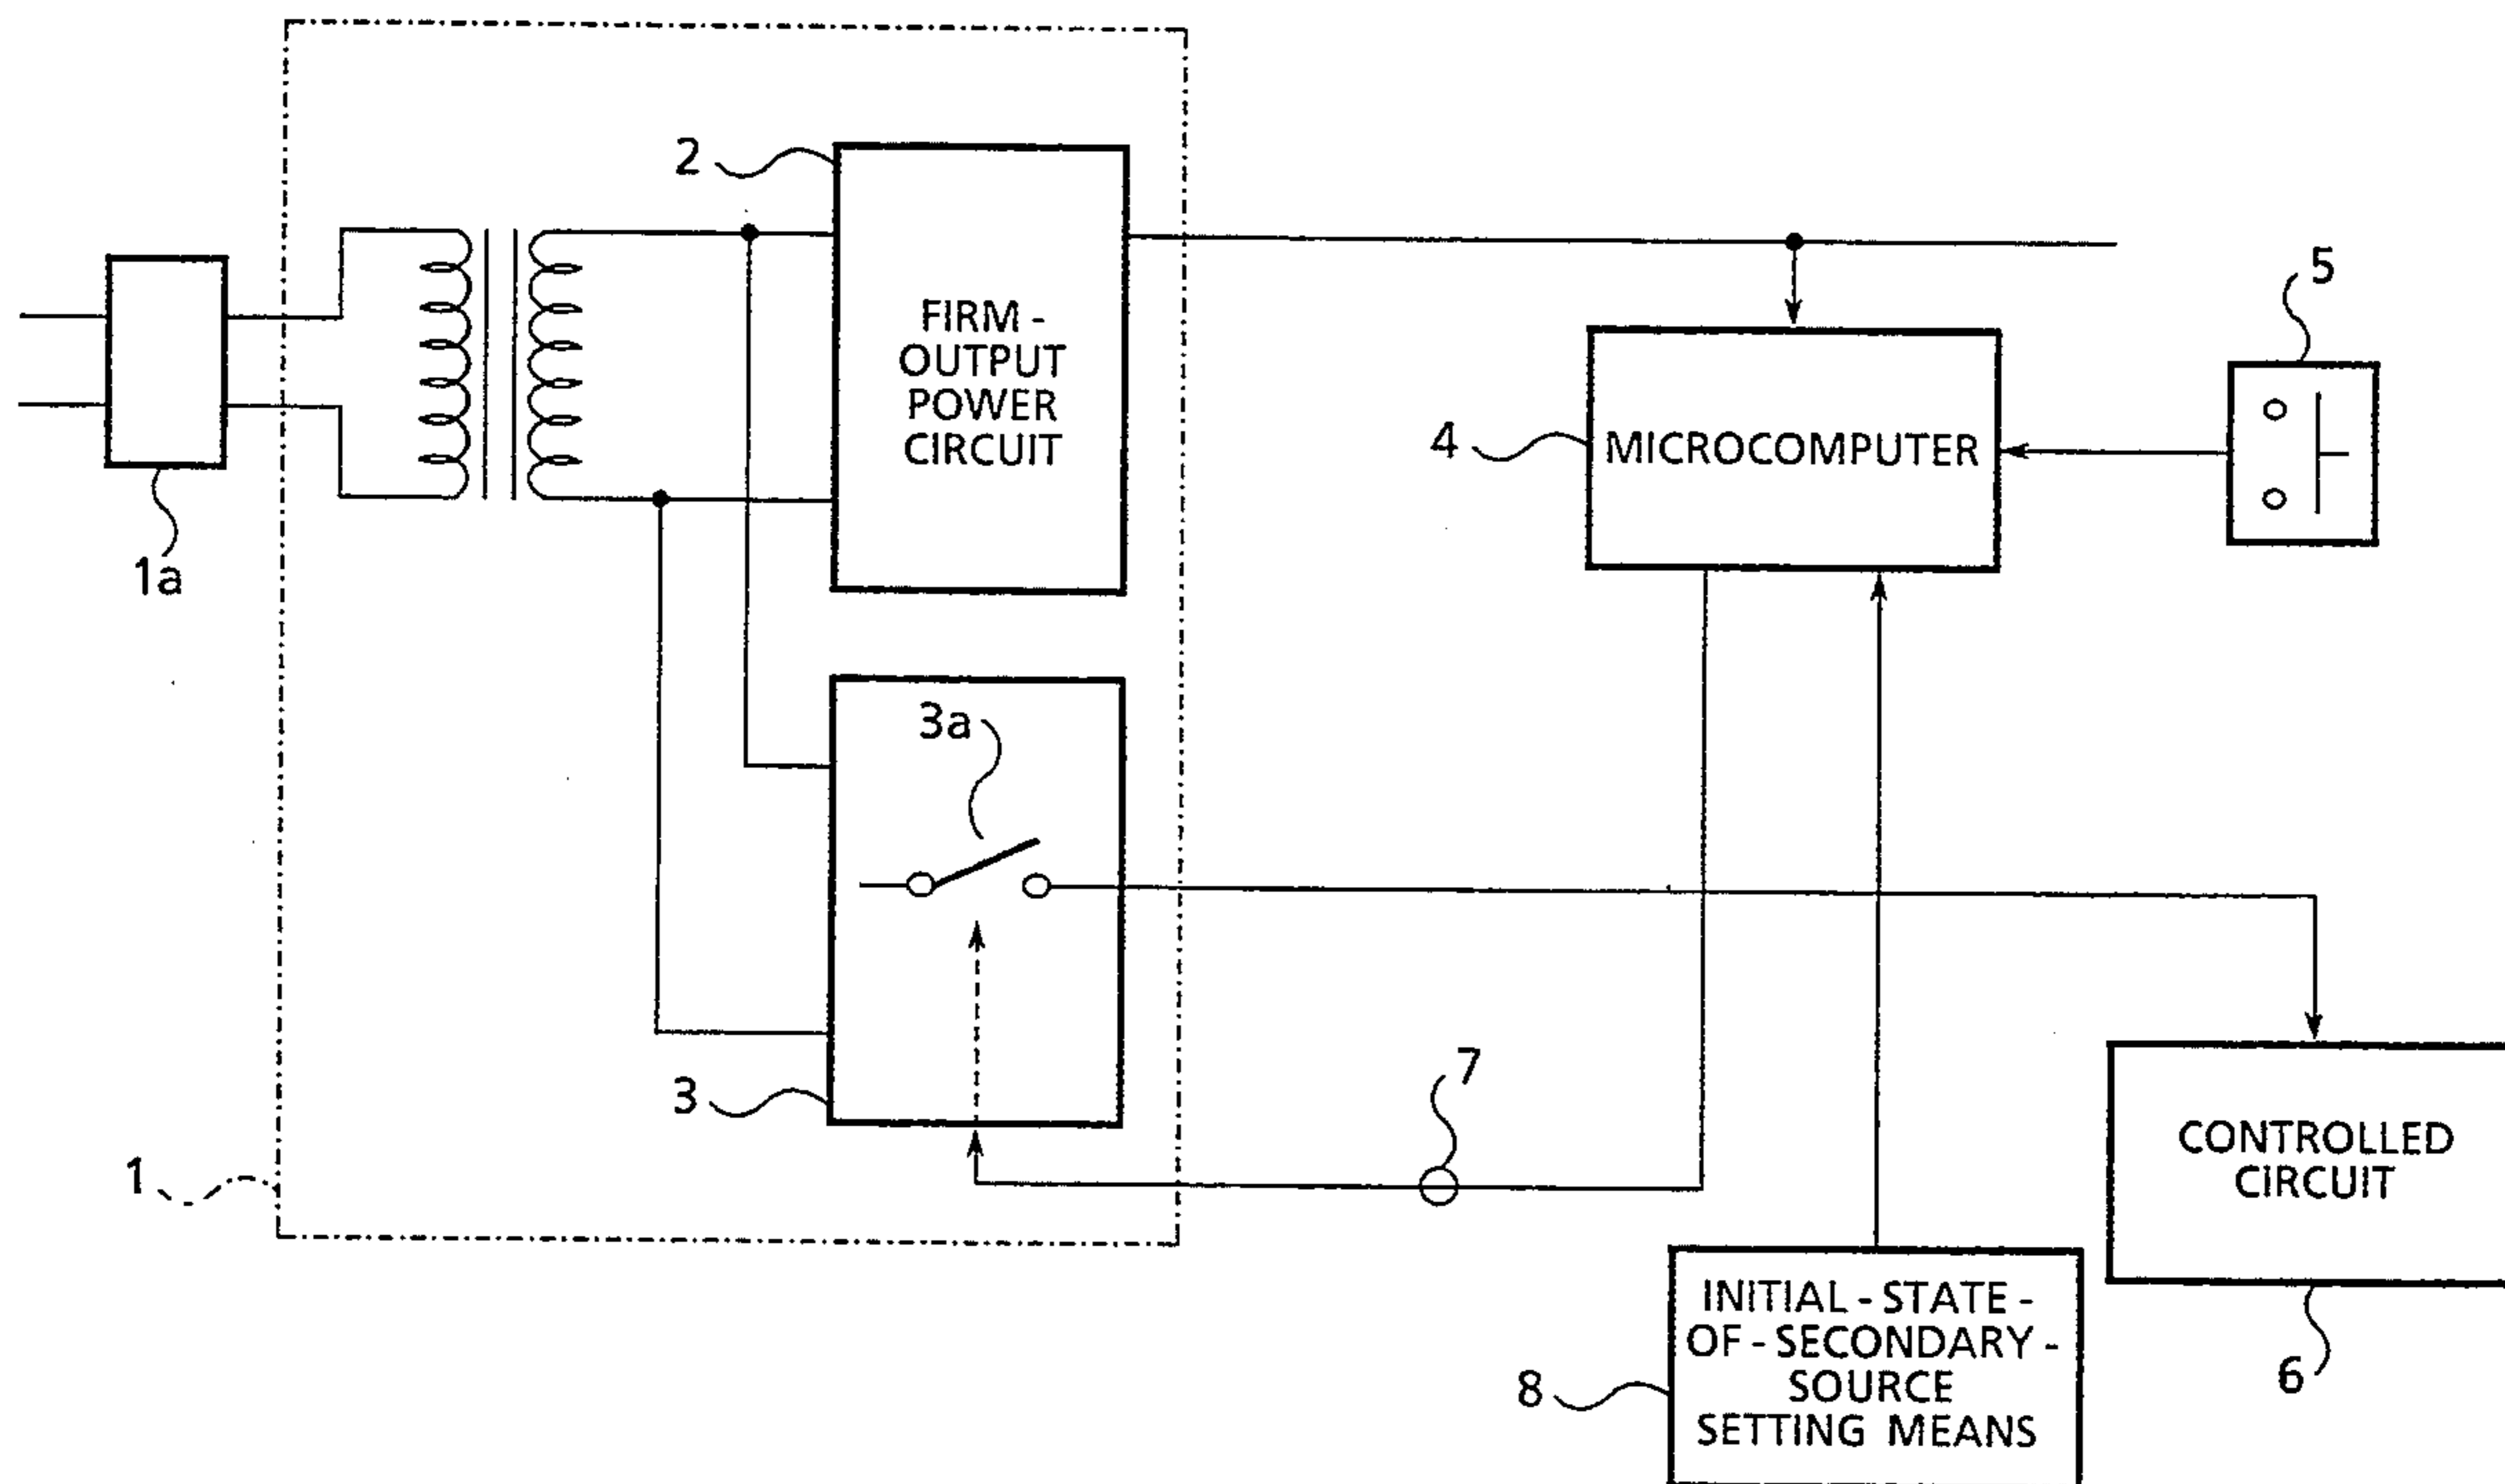 2
FIRM -
OUTPUT
POWER
CIRCUIT
1a
5
4
MICROCOMPUTER
3a
3
7
1
CONTROLLED
CIRCUIT
6
INITIAL - STATE -
OF - SECONDARY -
SOURCE
SETTING MEANS
8